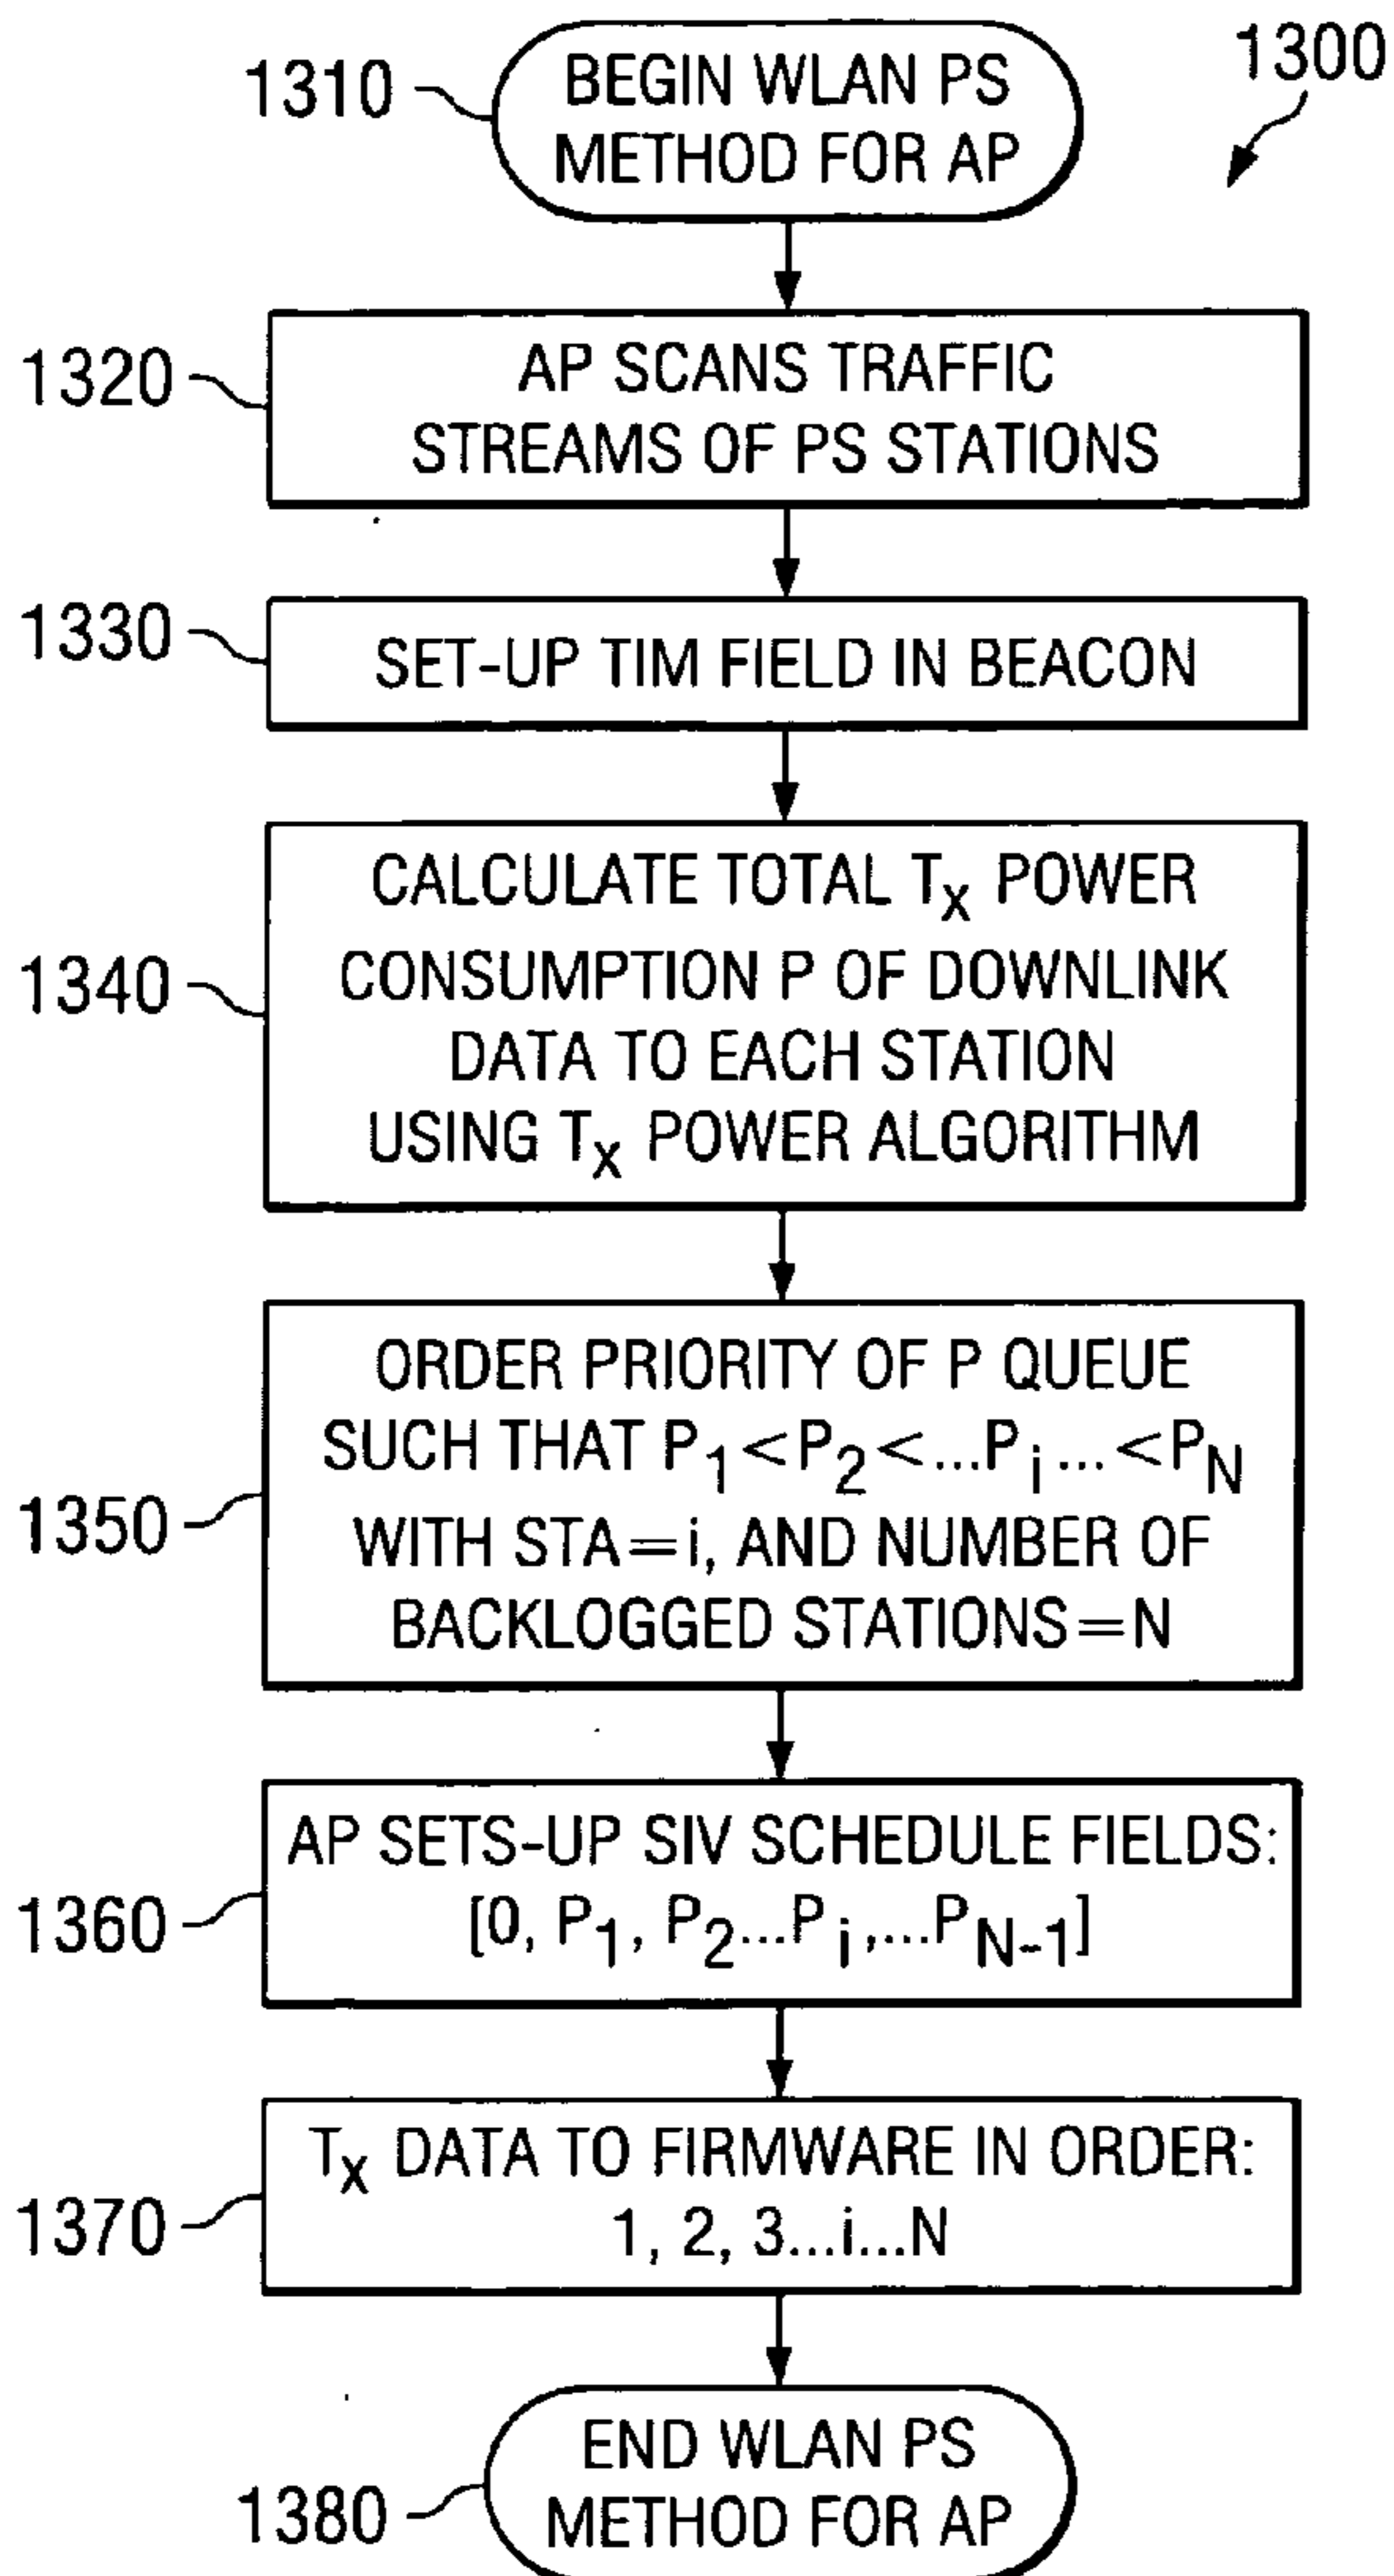 1300
1310
BEGIN WLAN PS
METHOD FOR AP
1320
AP SCANS TRAFFIC
STREAMS OF PS STATIONS
1330
SET-UP TIM FIELD IN BEACON
1340
CALCULATE TOTAL TX POWER
CONSUMPTION P OF DOWNLINK
DATA TO EACH STATION
USING TX POWER ALGORITHM
1350
ORDER PRIORITY OF P QUEUE
SUCH THAT P1<P2<...Pi...<PN
WITH STA=i, AND NUMBER OF
BACKLOGGED STATIONS=N
1360
AP SETS-UP SIV SCHEDULE FIELDS:
[0, P1, P2...Pi,...PN-1]
1370
TX DATA TO FIRMWARE IN ORDER:
1, 2, 3...i...N
1380
END WLAN PS
METHOD FOR AP